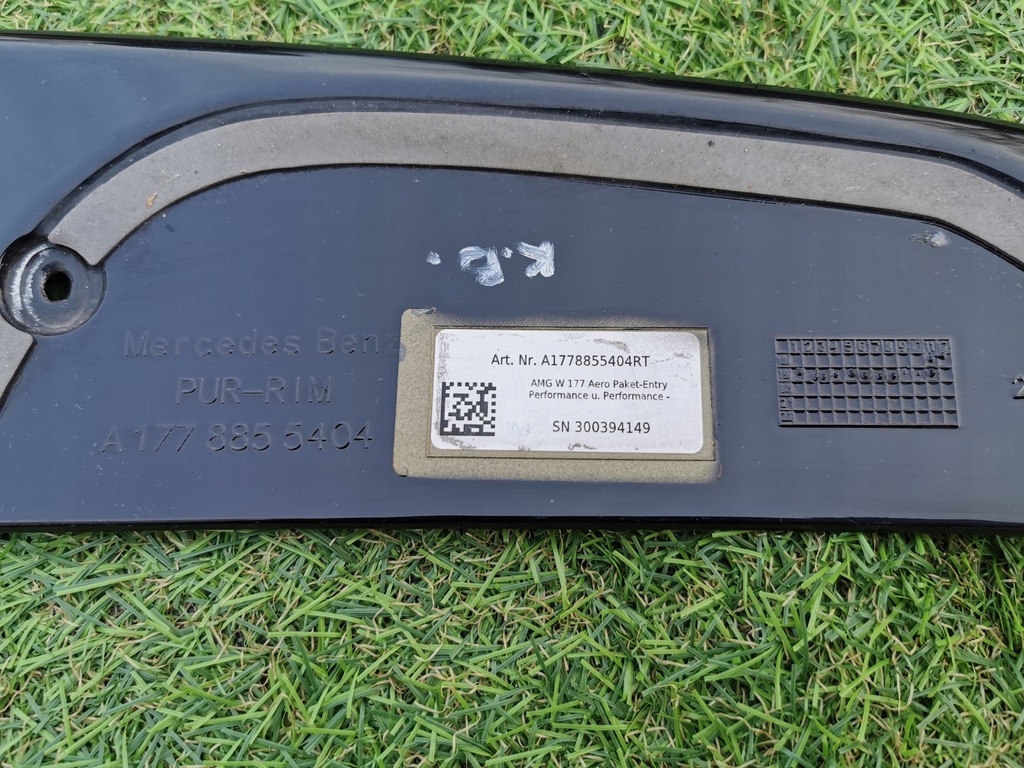 Mercedes Benz
PUR-RIM
A 177 885 5404
Art. Nr. A1778855404RT
AMG W 177 Aero Paket-Entry
Performance u. Performance -
SN 300394149